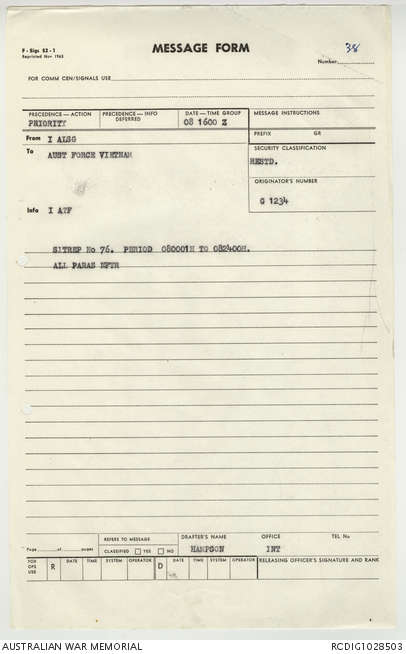 F - Sigs 52 - 1
Reprinted Nov 1965
MESSAGE FORM
Number 38
FOR COMM CEN/SIGNALS USE
PRECEDENCE — ACTION
PRIORITY
PRECEDENCE — INFO
DEFERRED
DATE — TIME GROUP
08 1600 Z
MESSAGE INSTRUCTIONS
PREFIX GR
From I ALSG
To AUST FORCE VIETNAM
SECURITY CLASSIFICATION
RESTD.
ORIGINATOR'S NUMBER
G 1234
Info I ATF
SITREP No 76. PERIOD 080001H TO 082400H.
ALL PARAS NFTR
Page of pages
REFERS TO MESSAGE
CLASSIFIED YES NO
DRAFTER'S NAME
HAMPSON
OFFICE
INT
TEL No
FOR OPS USE
R DATE TIME SYSTEM OPERATOR D DATE TIME SYSTEM OPERATOR
RELEASING OFFICER'S SIGNATURE AND RANK
AUSTRALIAN WAR MEMORIAL
RCDIG1028503